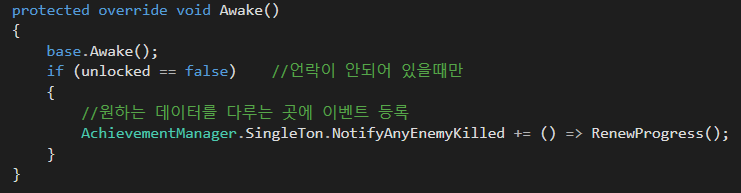 protected override void Awake()
{
base.Awake();
if (unlocked == false) //언락이 안되어 있을때만
{
//원하는 데이터를 다루는 곳에 이벤트 등록
AchievementManager.SingleTon.NotifyAnyEnemyKilled += () => RenewProgress();
}
}